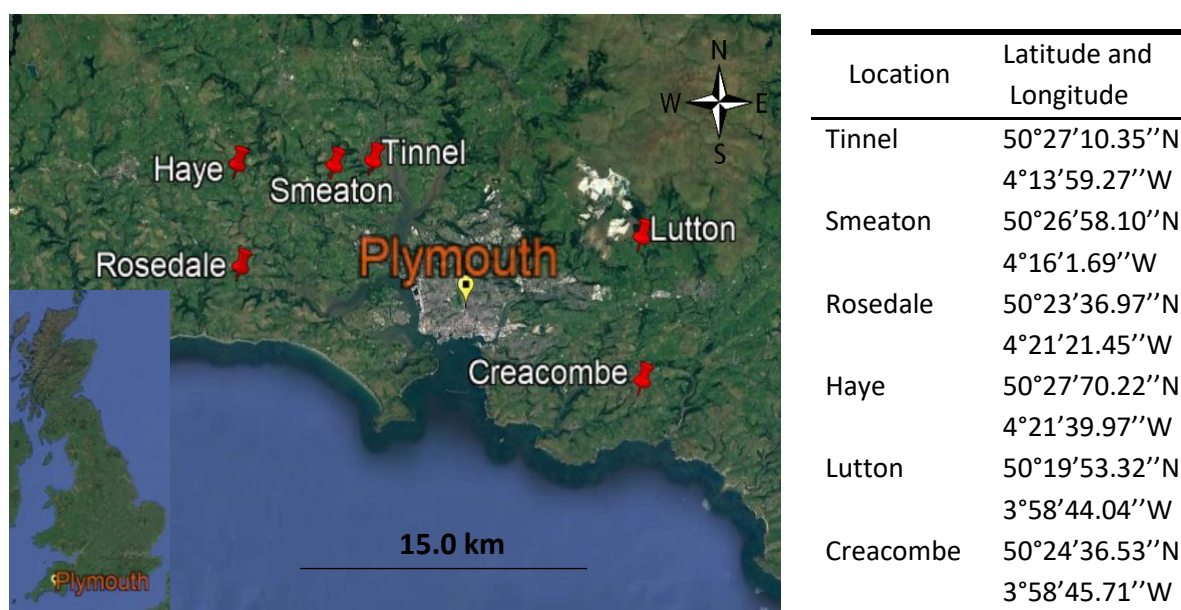 N
W E
S
Haye
Tinnel
Smeaton
Lutton
Rosedale
Plymouth
Creacombe
15.0 km
Plymouth
Location Latitude and
Longitude
Tinnel 50°27’10.35’’N
4°13’59.27’’W
Smeaton 50°26’58.10’’N
4°16’1.69’’W
Rosedale 50°23’36.97’’N
4°21’21.45’’W
Haye 50°27’70.22’’N
4°21’39.97’’W
Lutton 50°19’53.32’’N
3°58’44.04’’W
Creacombe 50°24’36.53’’N
3°58’45.71’’W